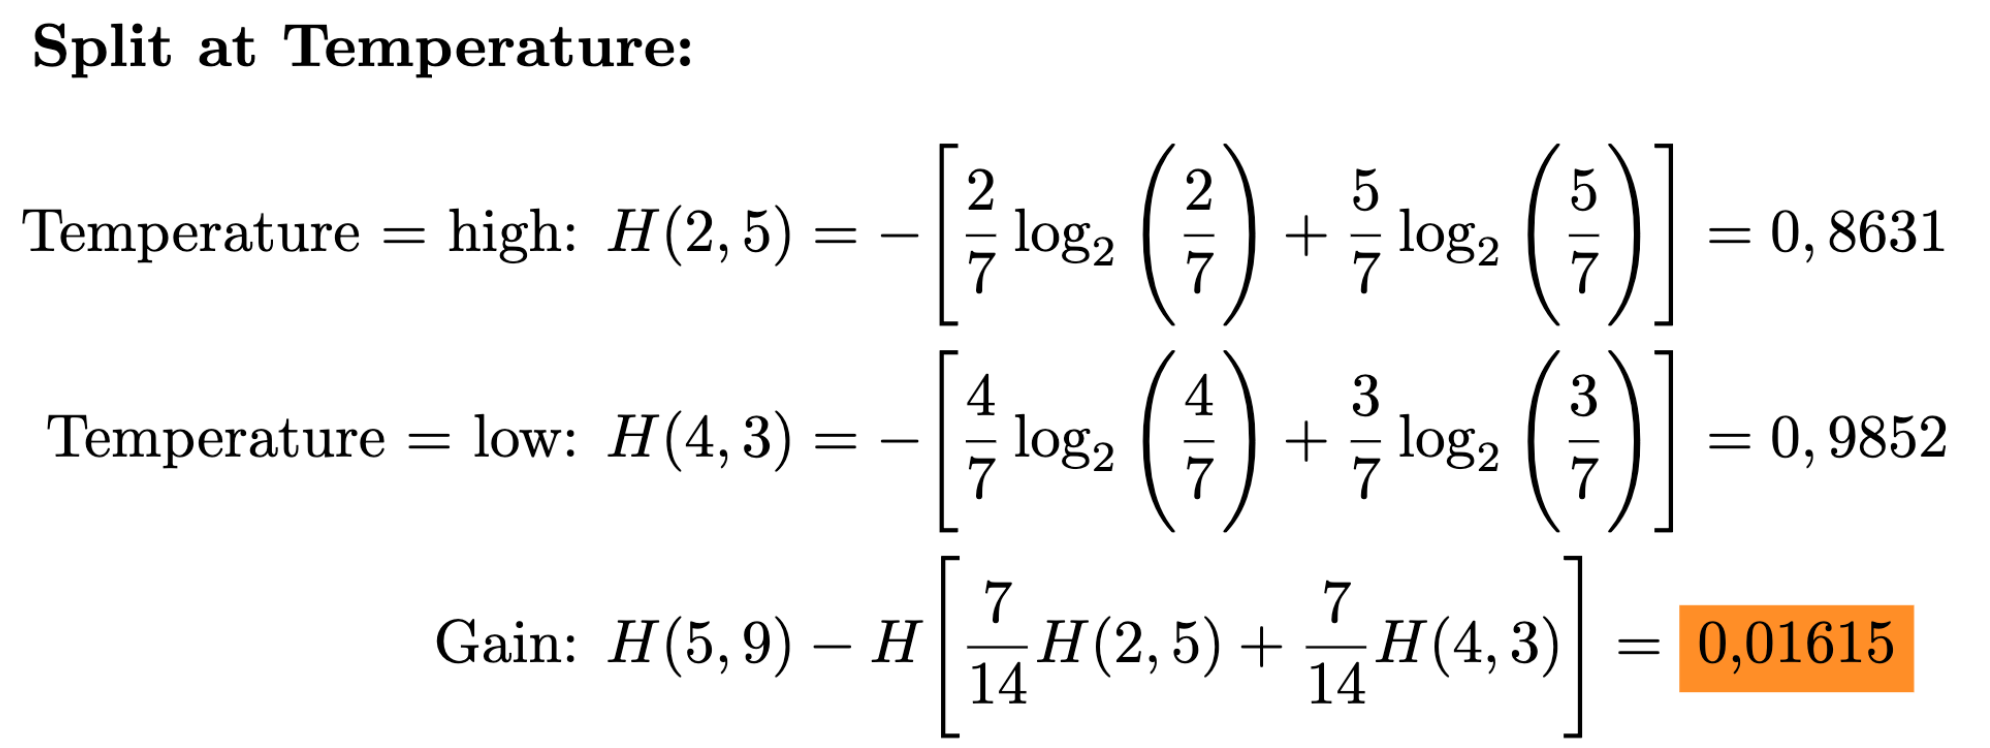 Split at Temperature:
Temperature = high: H(2, 5) = −[2/7 log₂(2/7) + 5/7 log₂(5/7)] = 0, 8631
Temperature = low: H(4, 3) = −[4/7 log₂(4/7) + 3/7 log₂(3/7)] = 0, 9852
Gain: H(5, 9) − H[7/14 H(2, 5) + 7/14 H(4, 3)] = 0,01615